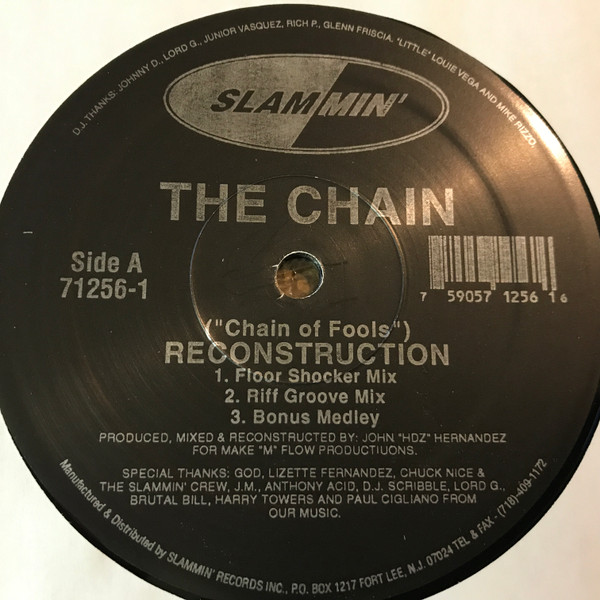 D.J. THANKS: JOHNNY D., LORD G., JUNIOR VASQUEZ, RICH P., GLENN FRISCIA, "LITTLE" LOUIE VEGA AND MIKE RIZZO.
SLAMMIN'
THE CHAIN
Side A
71256-1
7 59057 1256 1 6
("Chain of Fools")
RECONSTRUCTION
1. Floor Shocker Mix
2. Riff Groove Mix
3. Bonus Medley
PRODUCED, MIXED & RECONSTRUCTED BY: JOHN "HDZ" HERNANDEZ
FOR MAKE "M" FLOW PRODUCTIUONS.
SPECIAL THANKS: GOD, LIZETTE FERNANDEZ, CHUCK NICE &
THE SLAMMIN' CREW, J.M., ANTHONY ACID, D.J. SCRIBBLE, LORD G.,
BRUTAL BILL, HARRY TOWERS AND PAUL CIGLIANO FROM
OUR MUSIC.
Manufactured & Distributed by SLAMMIN' RECORDS INC., P.O. BOX 1217 FORT LEE, N.J. 07024 TEL & FAX - (718)-409-1172